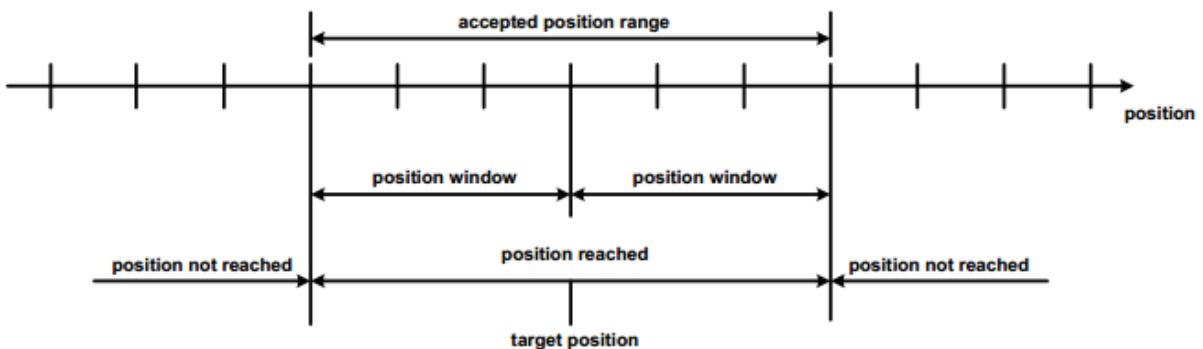 accepted position range
position
position window
position window
position not reached
position reached
position not reached
target position